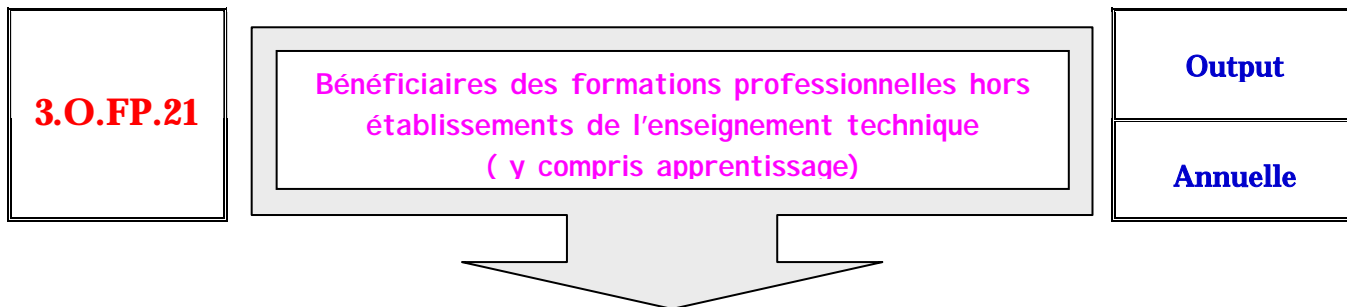 3.O.FP.21
Bénéficiaires des formations professionnelles hors
établissements de l'enseignement technique
( y compris apprentissage)
Output
Annuelle